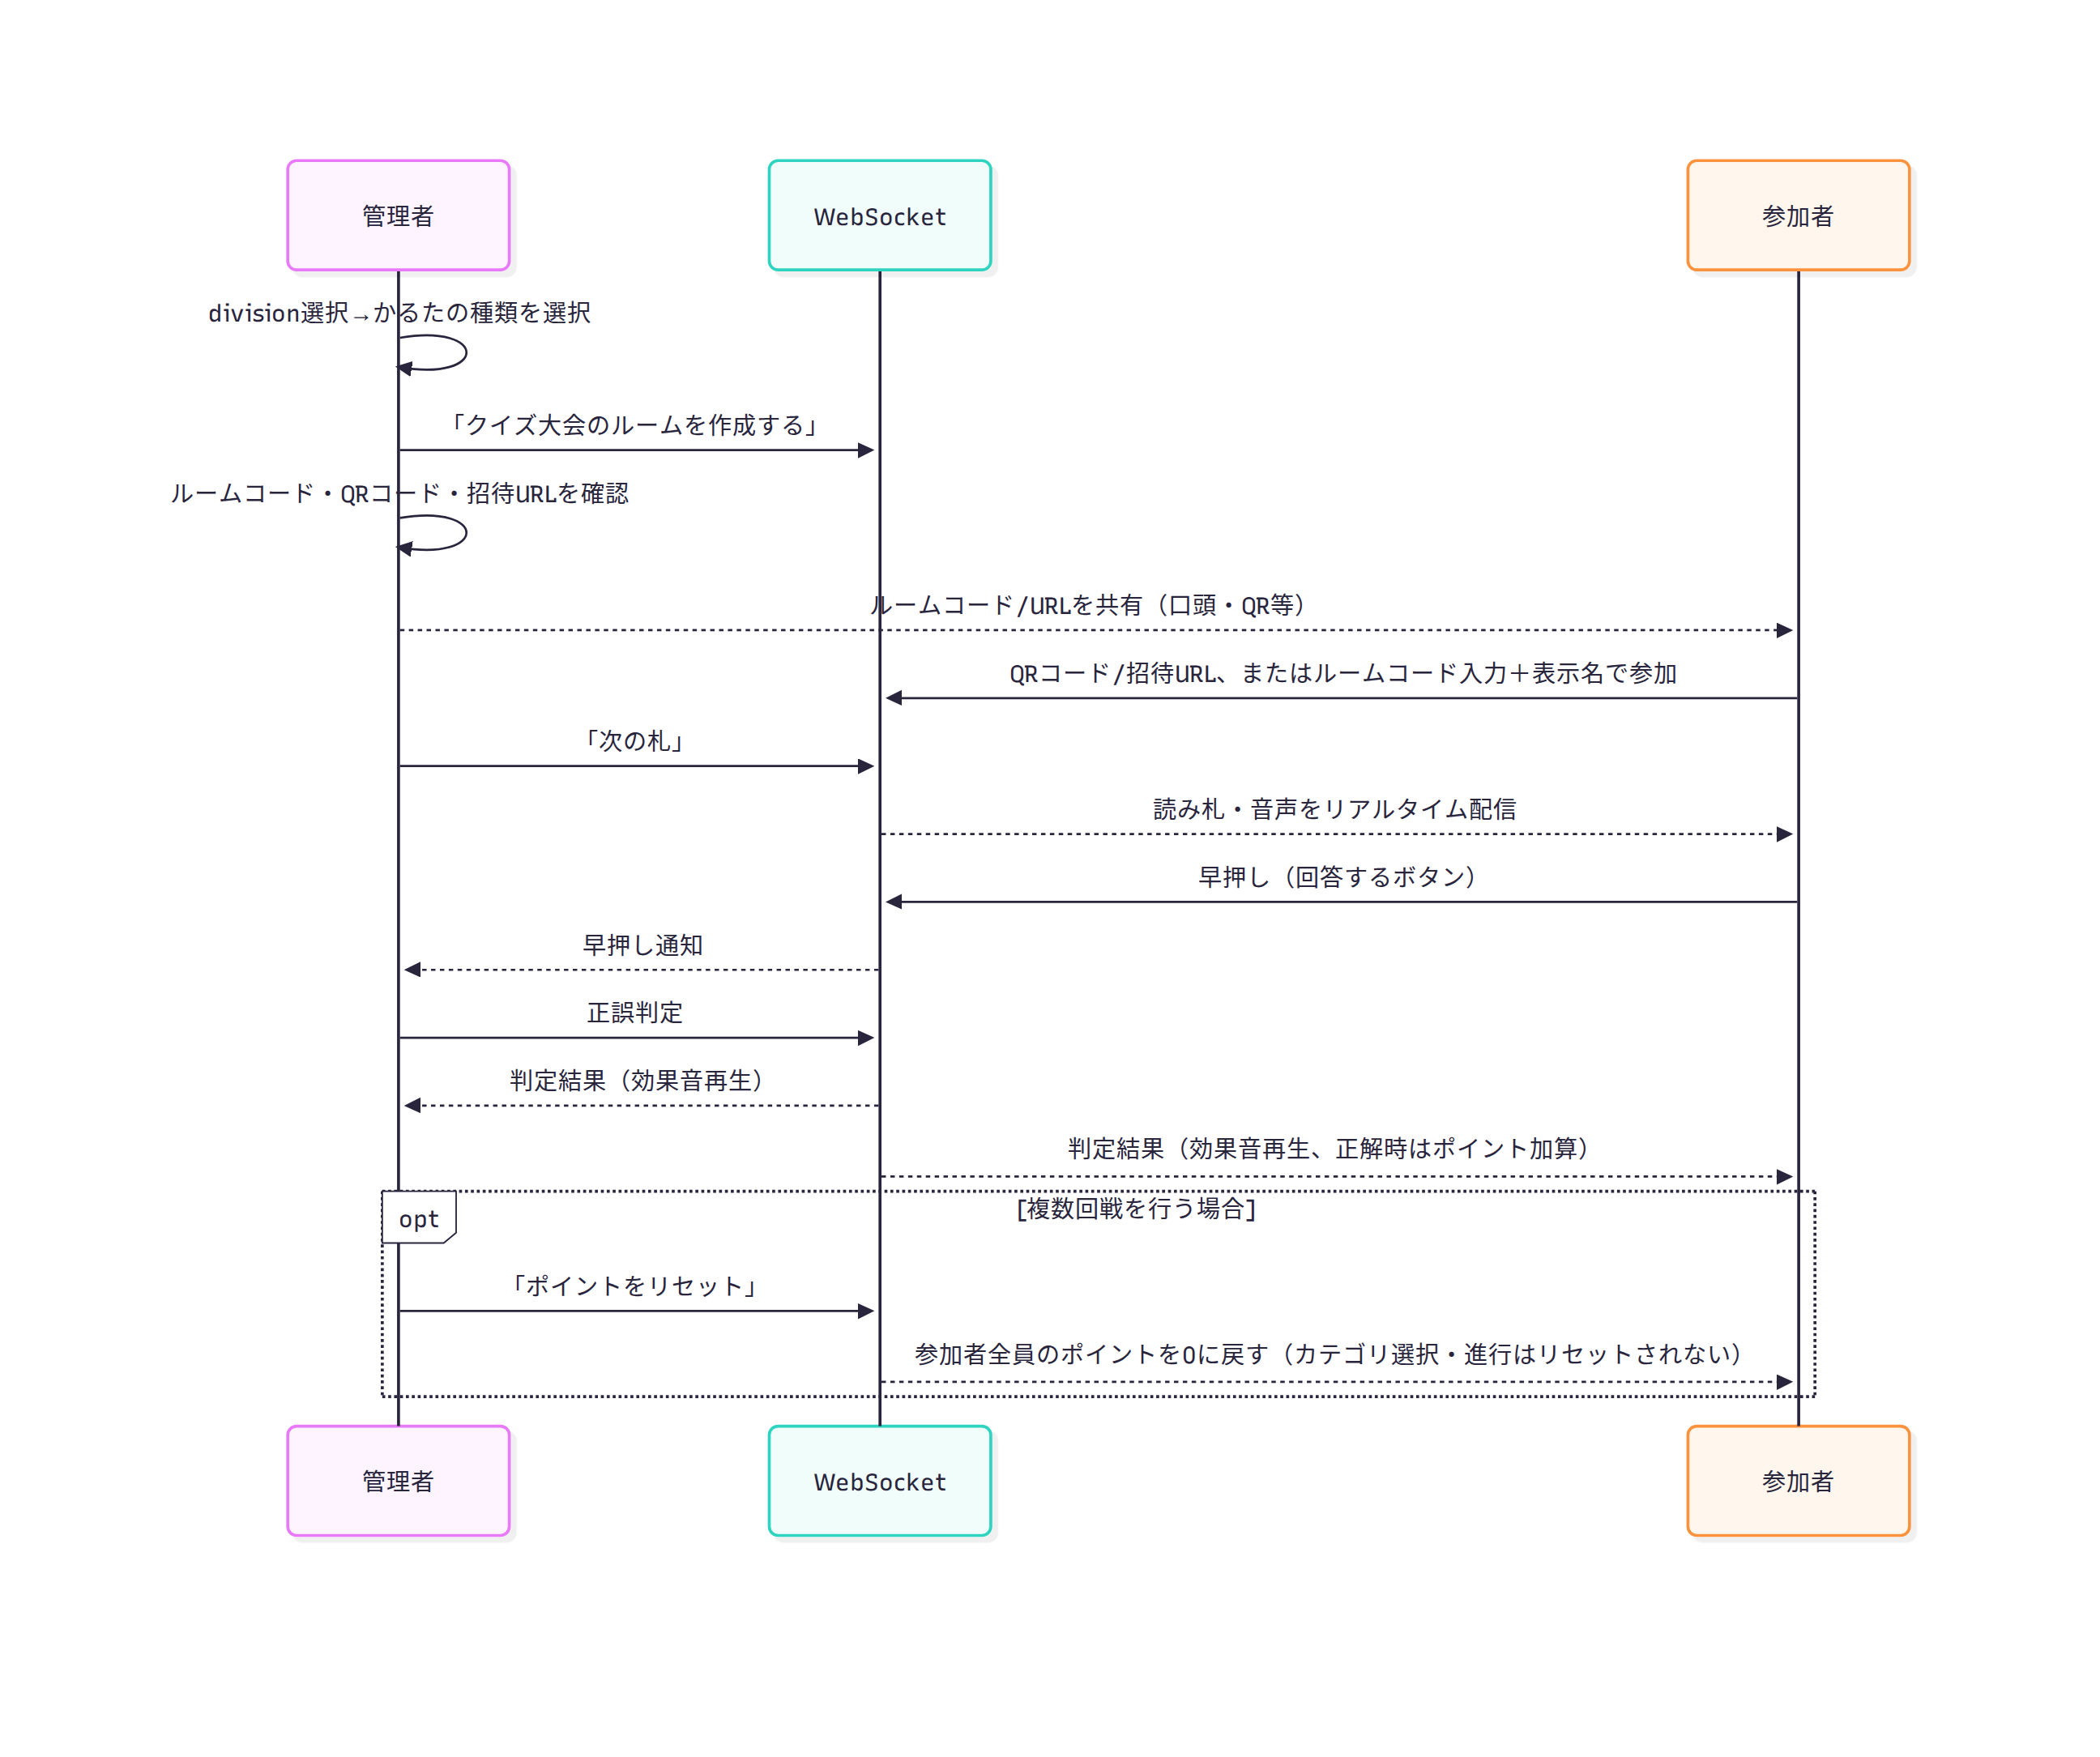 管理者
WebSocket
参加者
division選択→かるたの種類を選択
「クイズ大会のルームを作成する」
ルームコード・QRコード・招待URLを確認
ルームコード/URLを共有（口頭・QR等）
QRコード/招待URL、またはルームコード入力＋表示名で参加
「次の札」
読み札・音声をリアルタイム配信
早押し（回答するボタン）
早押し通知
正誤判定
判定結果（効果音再生）
判定結果（効果音再生、正解時はポイント加算）
opt
[複数回戦を行う場合]
「ポイントをリセット」
参加者全員のポイントを0に戻す（カテゴリ選択・進行はリセットされない）
管理者
WebSocket
参加者